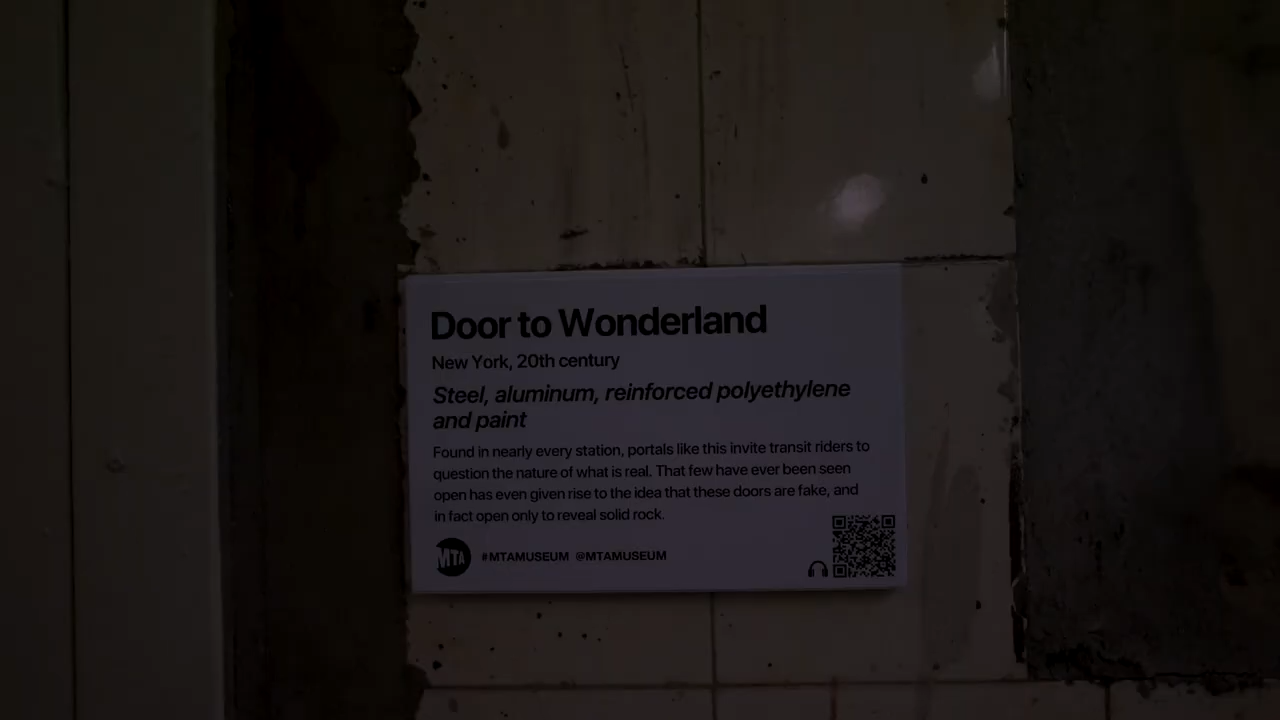 Door to Wonderland
New York, 20th century
Steel, aluminum, reinforced polyethylene
and paint
Found in nearly every station, portals like this invite transit riders to
question the nature of what is real. That few have ever been seen
open has even given rise to the idea that these doors are fake, and
in fact open only to reveal solid rock.
MTA #MTAMUSEUM @MTAMUSEUM